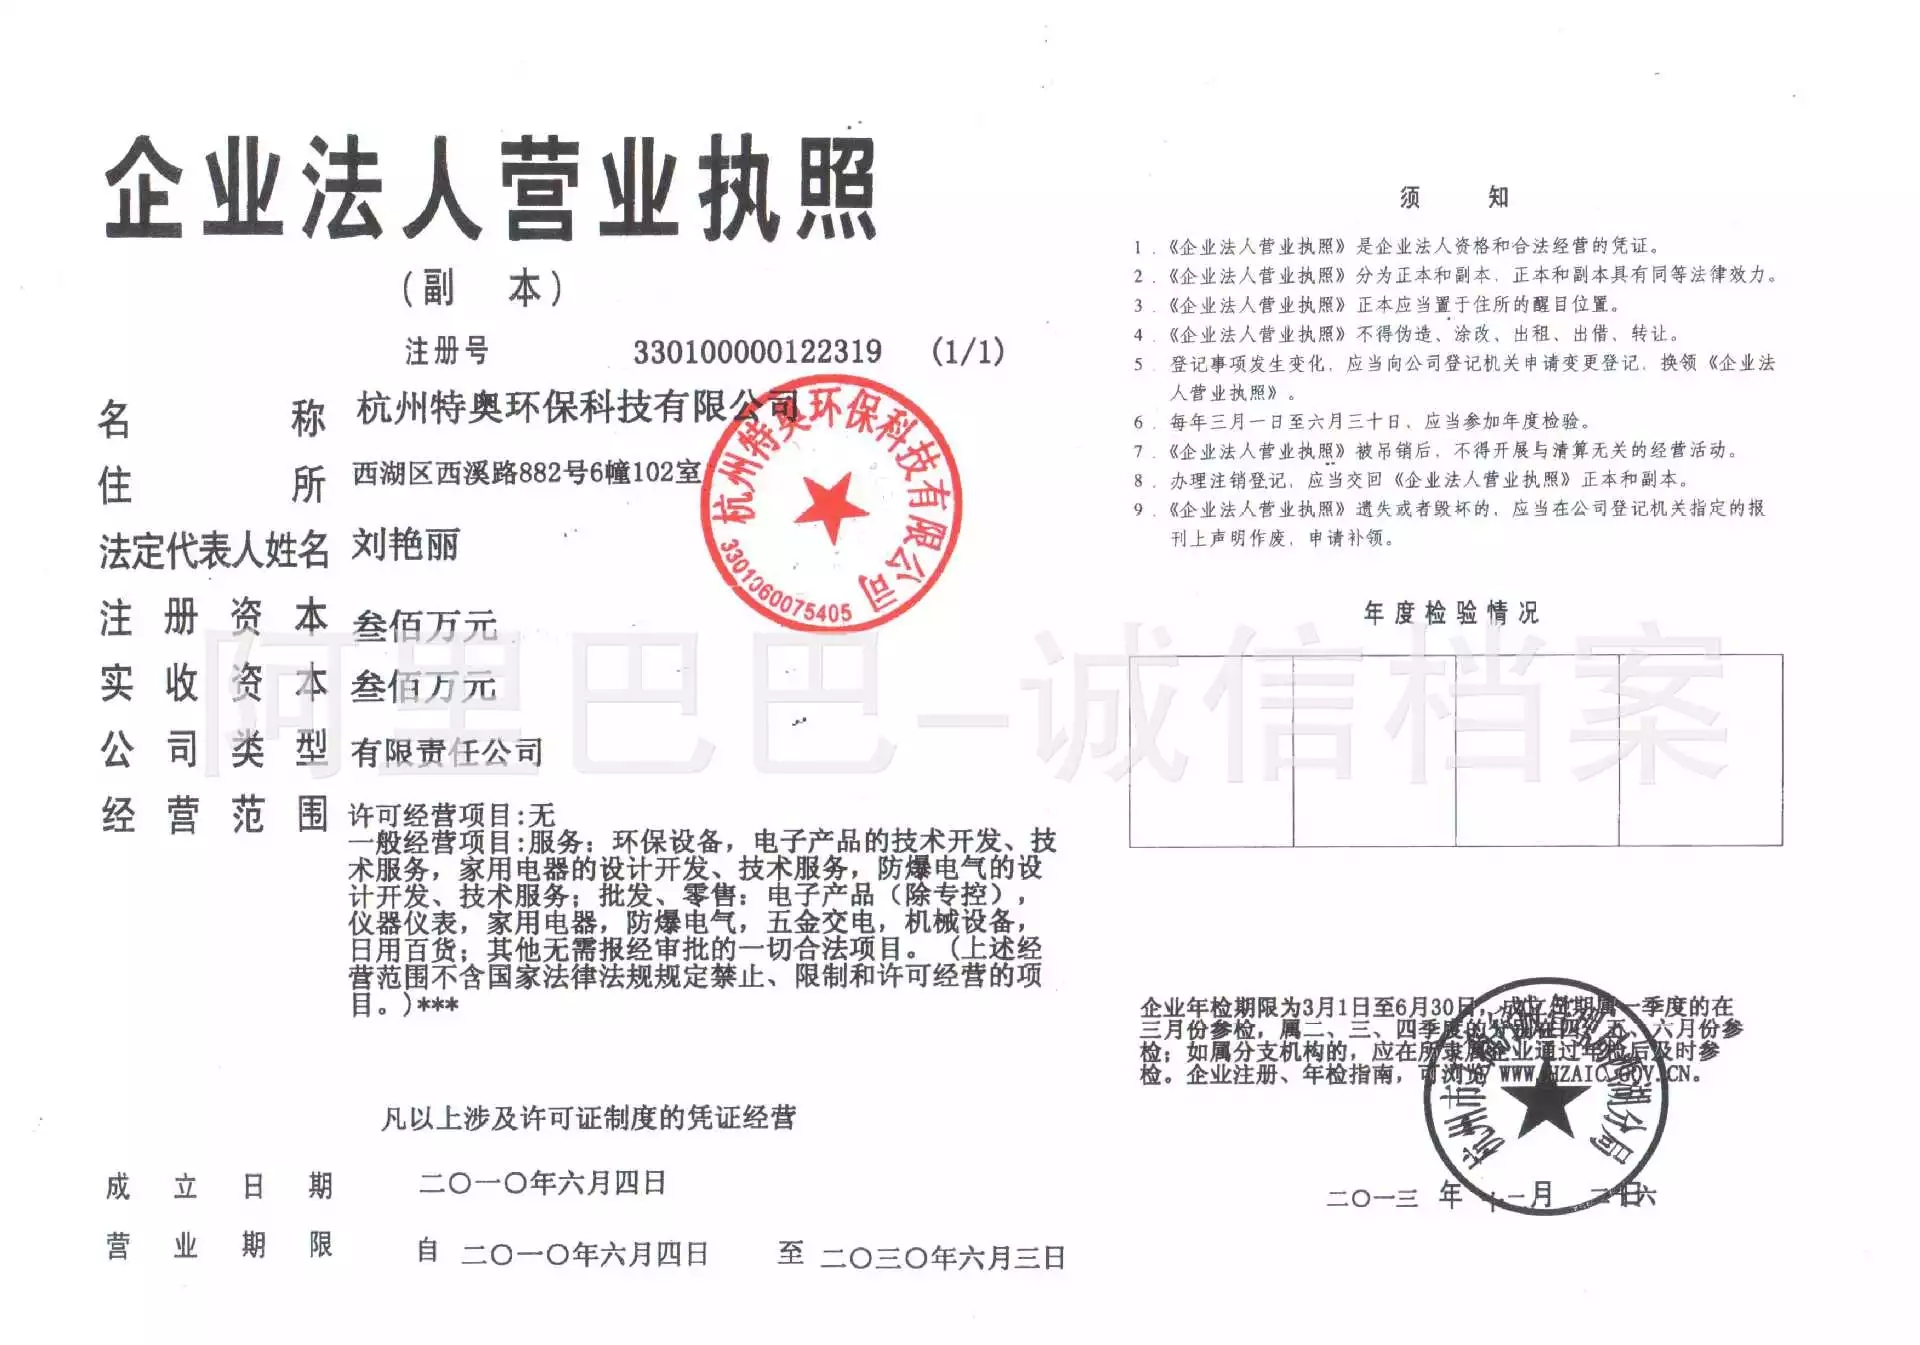 企业法人营业执照
(副 本)
注册号 330100000122319 (1/1)
名 称 杭州特奥环保科技有限公司
住 所 西湖区西溪路882号6幢102室
法定代表人姓名 刘艳丽
注册资本 叁佰万元
实收资本 叁佰万元
公司类型 有限责任公司
经营范围 许可经营项目:无
一般经营项目:服务: 环保设备, 电子产品的技术开发、技
术服务, 家用电器的设计开发、技术服务, 防爆电气的设
计开发、技术服务; 批发、零售: 电子产品 (除专控),
仪器仪表, 家用电器, 防爆电气, 五金交电, 机械设备,
日用百货; 其他无需报经审批的一切合法项目。 (上述经
营范围不含国家法律法规规定禁止、限制和许可经营的项
目。)***
凡以上涉及许可证制度的凭证经营
成立日期 二〇一〇年六月四日
营业期限 自 二〇一〇年六月四日 至 二〇三〇年六月三日
杭州特奥环保科技有限公司
3301060075405
须 知
1. 《企业法人营业执照》是企业法人资格和合法经营的凭证。
2. 《企业法人营业执照》分为正本和副本, 正本和副本具有同等法律效力。
3. 《企业法人营业执照》正本应当置于住所的醒目位置。
4. 《企业法人营业执照》不得伪造、涂改、出租、出借、转让。
5. 登记事项发生变化, 应当向公司登记机关申请变更登记, 换领《企业法
人营业执照》。
6. 每年三月一日至六月三十日, 应当参加年度检验。
7. 《企业法人营业执照》被吊销后, 不得开展与清算无关的经营活动。
8. 办理注销登记, 应当交回《企业法人营业执照》正本和副本。
9. 《企业法人营业执照》遗失或者毁坏的, 应当在公司登记机关指定的报
刊上声明作废, 申请补领。
年度检验情况
企业年检期限为3月1日至6月30日, 成立日期属一季度的在
三月份参检, 属二、三、四季度的分别在四、五、六月份参
检; 如属分支机构的, 应在所隶属企业通过年检后及时参
检。企业注册、年检指南, 可浏览 WWW.HZAIC.GOV.CN。
二〇一三 年 十二 月 二十六 日
阿里巴巴-诚信档案